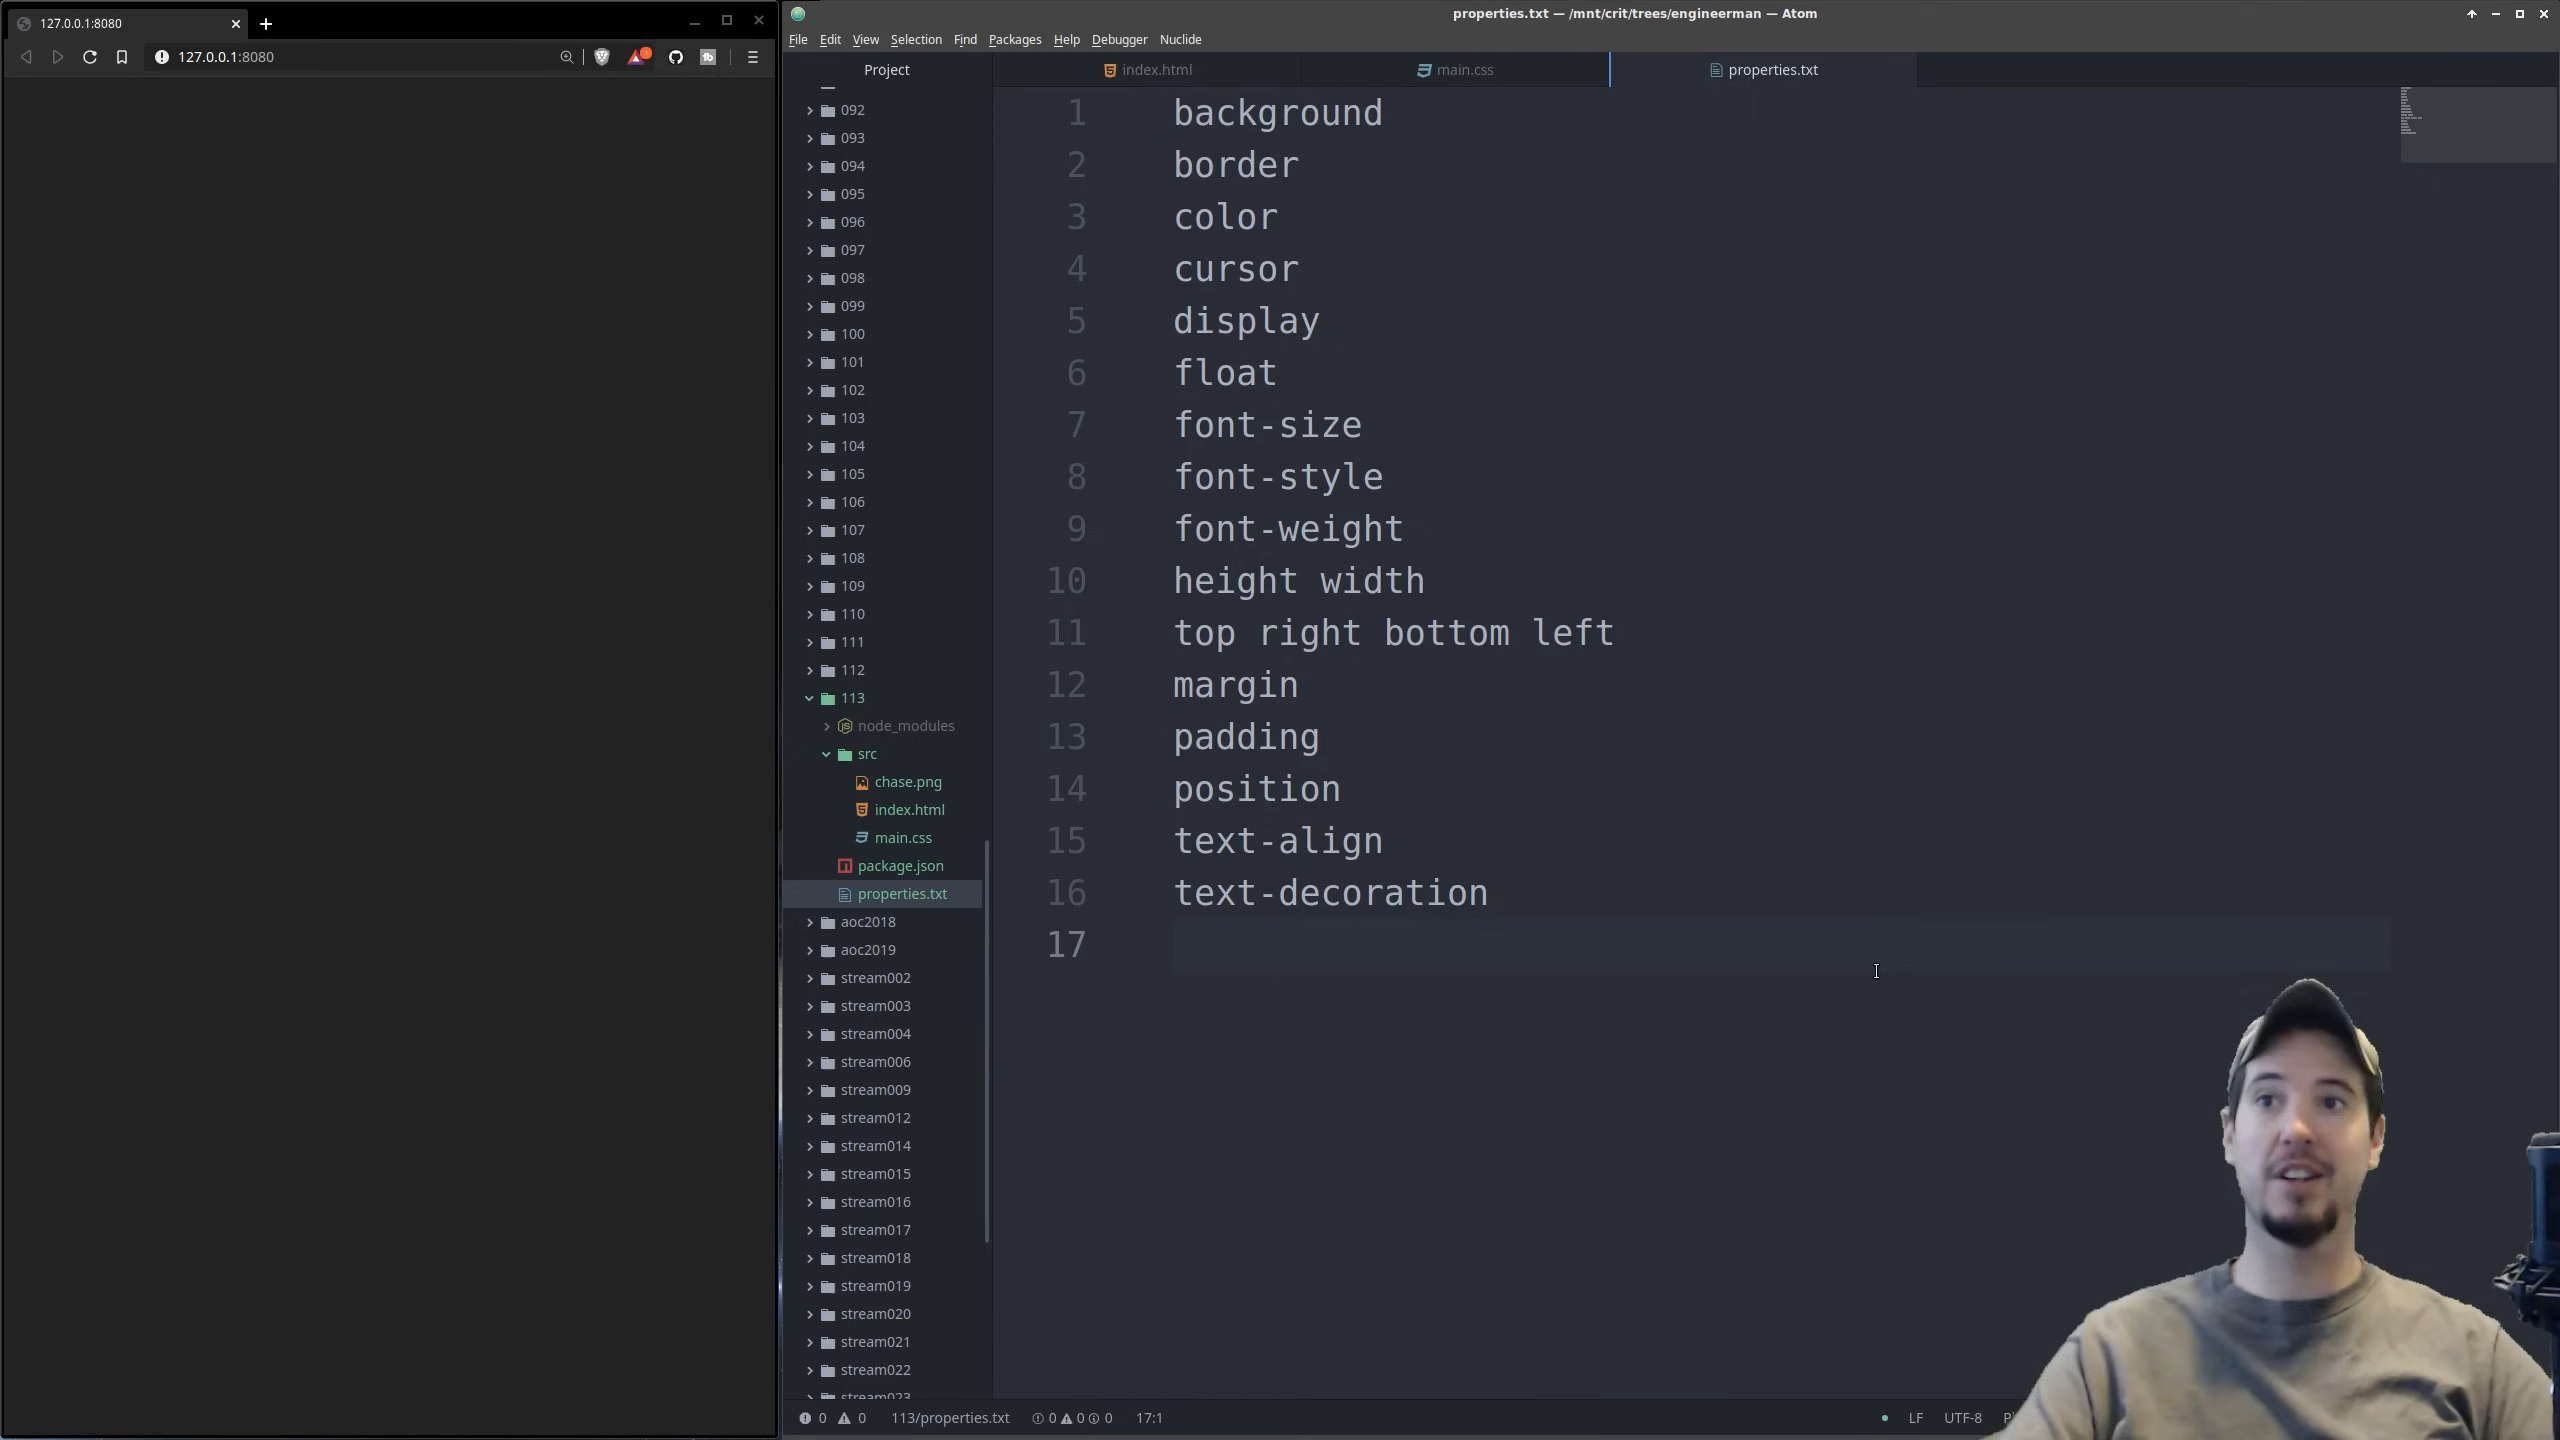 127.0.0.1:8080
127.0.0.1:8080
properties.txt — /mnt/crit/trees/engineerman — Atom
File Edit View Selection Find Packages Help Debugger Nuclide
Project
index.html
main.css
properties.txt
092
093
094
095
096
097
098
099
100
101
102
103
104
105
106
107
108
109
110
111
112
113
node_modules
src
chase.png
index.html
main.css
package.json
properties.txt
aoc2018
aoc2019
stream002
stream003
stream004
stream006
stream009
stream012
stream014
stream015
stream016
stream017
stream018
stream019
stream020
stream021
stream022
stream023
1 background
2 border
3 color
4 cursor
5 display
6 float
7 font-size
8 font-style
9 font-weight
10 height width
11 top right bottom left
12 margin
13 padding
14 position
15 text-align
16 text-decoration
17
0 0 113/properties.txt 0 0 0 17:1
LF UTF-8